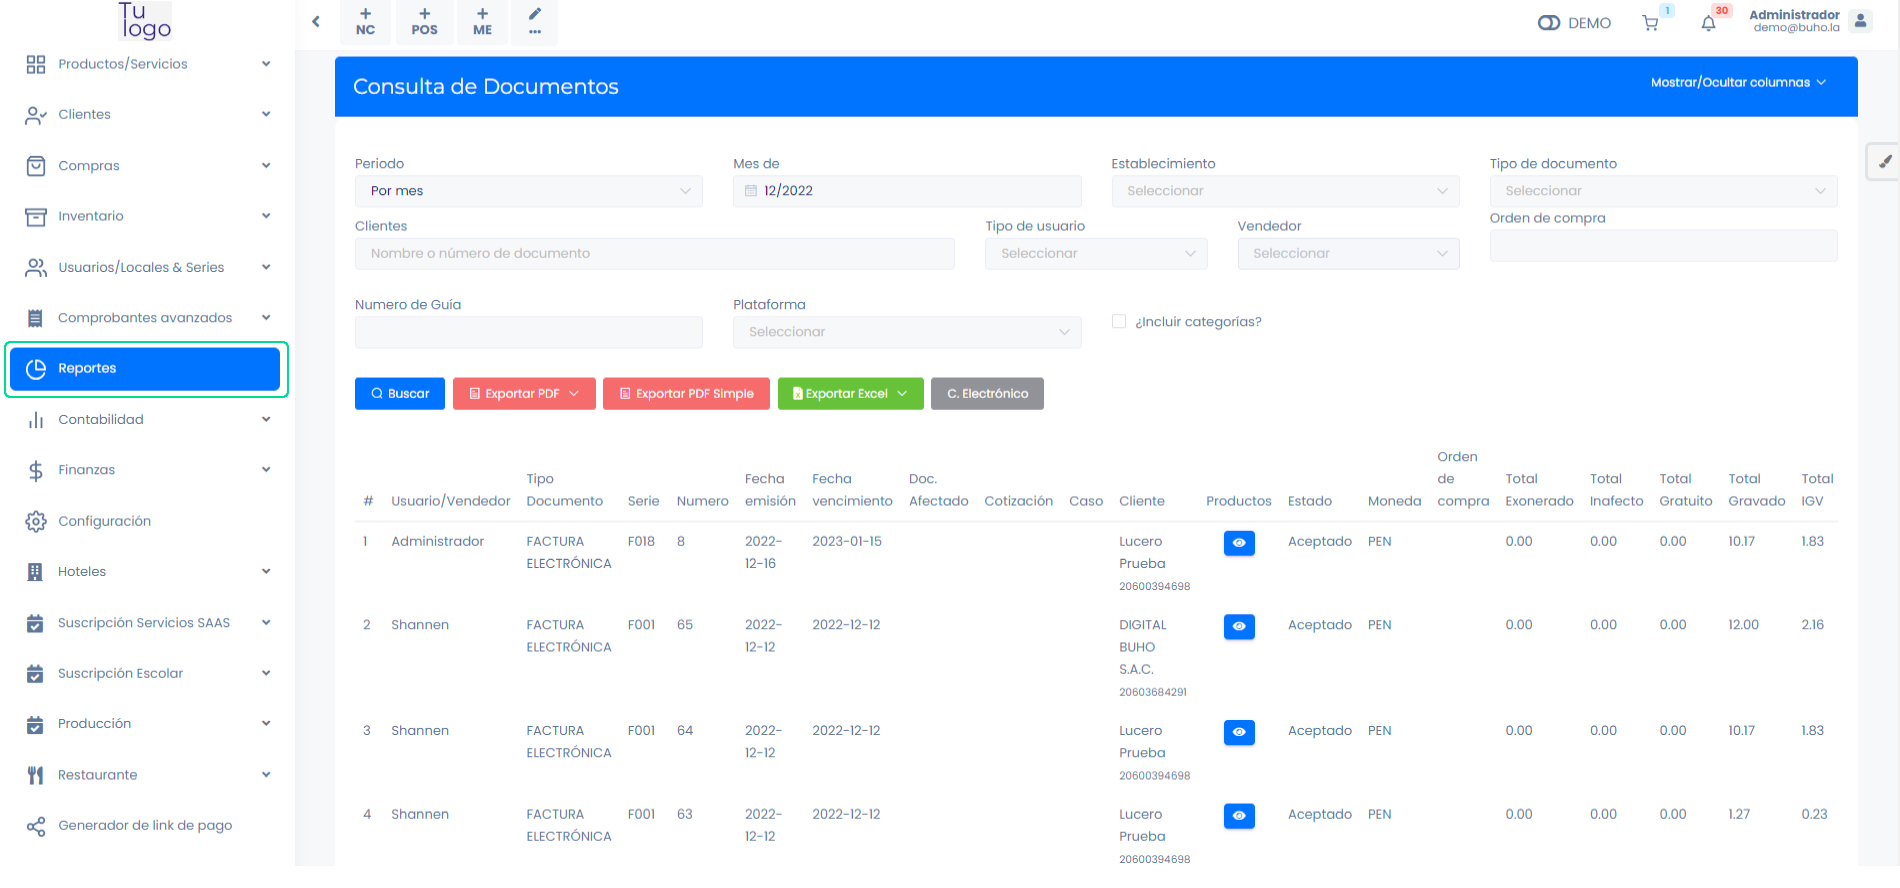 Tu
logo
Productos/Servicios
Clientes
Compras
Inventario
Usuarios/Locales & Series
Comprobantes avanzados
Reportes
Contabilidad
Finanzas
Configuración
Hoteles
Suscripción Servicios SAAS
Suscripción Escolar
Producción
Restaurante
Generador de link de pago
+ NC
+ POS
+ ME
...
DEMO
1
30
Administrador
demo@buho.la
Consulta de Documentos
Mostrar/Ocultar columnas
Periodo
Por mes
Mes de
12/2022
Establecimiento
Seleccionar
Tipo de documento
Seleccionar
Clientes
Nombre o número de documento
Tipo de usuario
Seleccionar
Vendedor
Seleccionar
Orden de compra
Numero de Guía
Plataforma
Seleccionar
¿Incluir categorías?
Buscar
Exportar PDF
Exportar PDF Simple
Exportar Excel
C. Electrónico
# Usuario/Vendedor Tipo Documento Serie Numero Fecha emisión Fecha vencimiento Doc. Afectado Cotización Caso Cliente Productos Estado Moneda Orden de compra Total Exonerado Total Inafecto Total Gratuito Total Gravado Total IGV
1 Administrador FACTURA ELECTRÓNICA F018 8 2022-12-16 2023-01-15 Lucero Prueba 20600394698 Aceptado PEN 0.00 0.00 0.00 10.17 1.83
2 Shannen FACTURA ELECTRÓNICA F001 65 2022-12-12 2022-12-12 DIGITAL BUHO S.A.C. 20603684291 Aceptado PEN 0.00 0.00 0.00 12.00 2.16
3 Shannen FACTURA ELECTRÓNICA F001 64 2022-12-12 2022-12-12 Lucero Prueba 20600394698 Aceptado PEN 0.00 0.00 0.00 10.17 1.83
4 Shannen FACTURA ELECTRÓNICA F001 63 2022-12-12 2022-12-12 Lucero Prueba 20600394698 Aceptado PEN 0.00 0.00 0.00 1.27 0.23